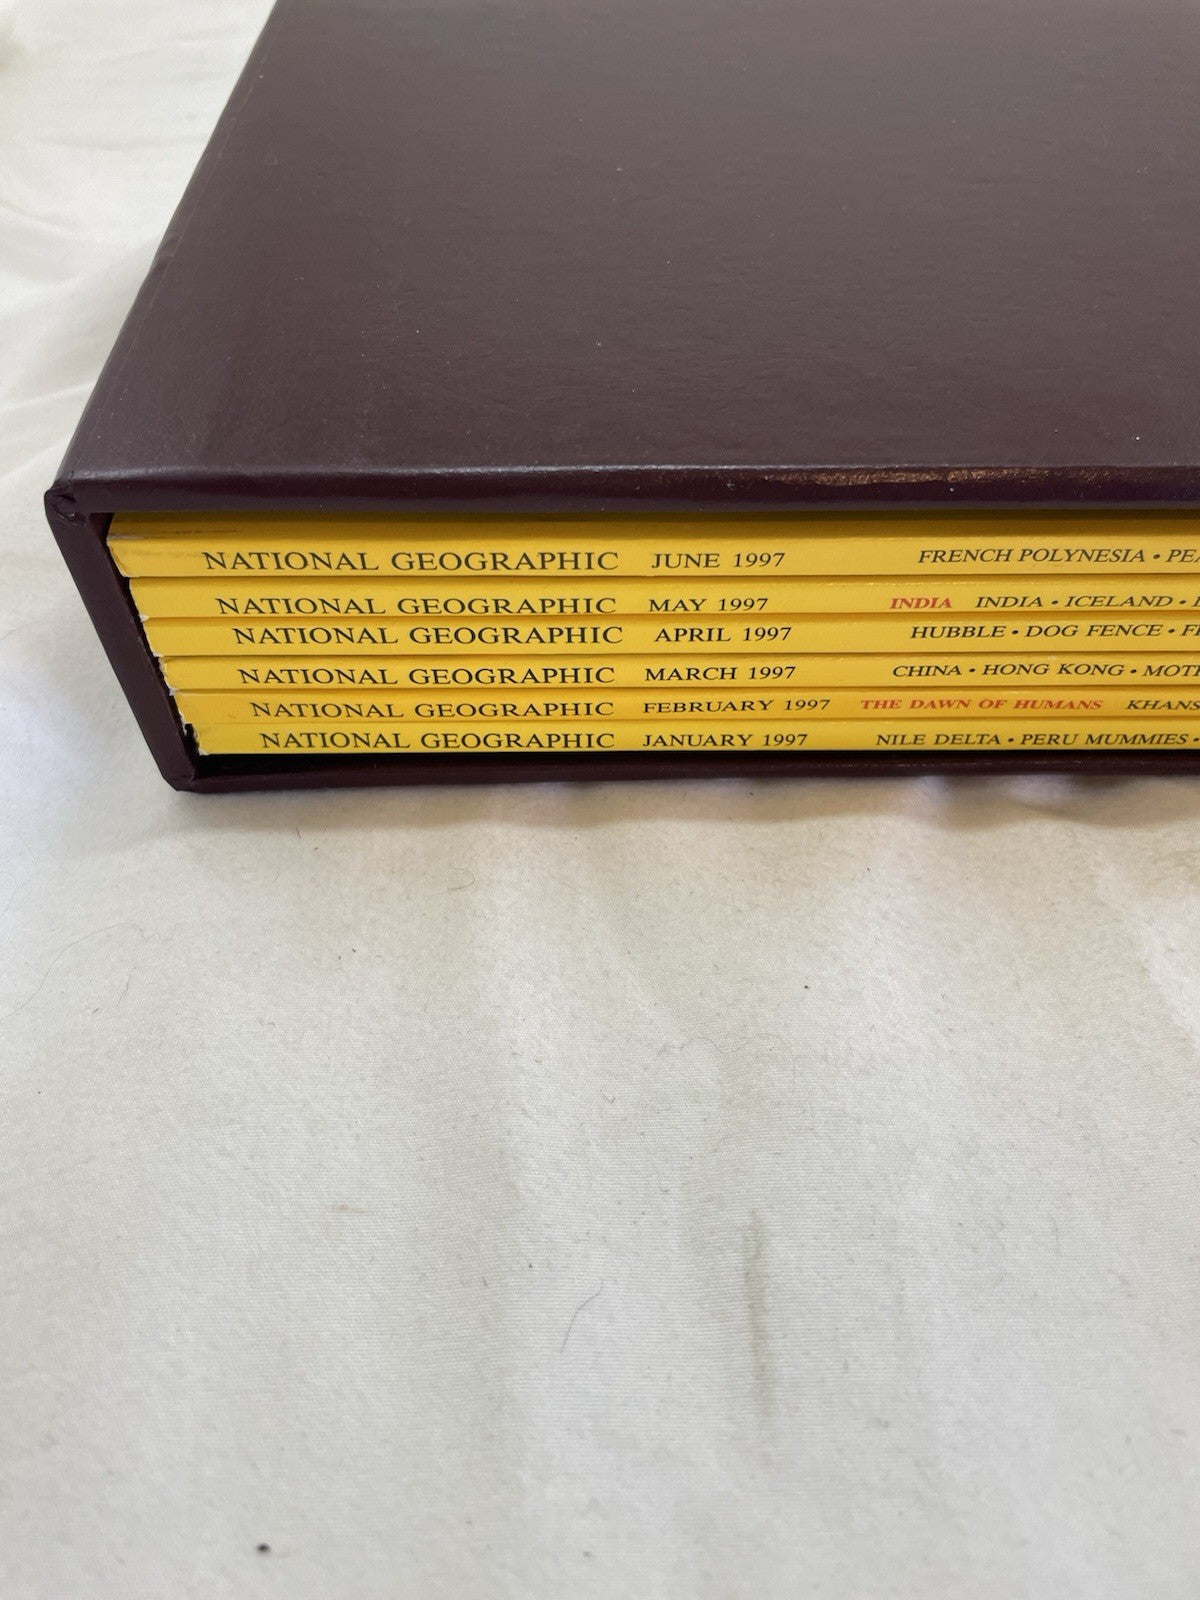 NATIONAL GEOGRAPHIC JUNE 1997 FRENCH POLYNESIA •
NATIONAL GEOGRAPHIC MAY 1997 INDIA INDIA • ICELAND •
NATIONAL GEOGRAPHIC APRIL 1997 HUBBLE • DOG FENCE •
NATIONAL GEOGRAPHIC MARCH 1997 CHINA • HONG KONG •
NATIONAL GEOGRAPHIC FEBRUARY 1997 THE DAWN OF HUMANS KHANS
NATIONAL GEOGRAPHIC JANUARY 1997 NILE DELTA • PERU MUMMIES •